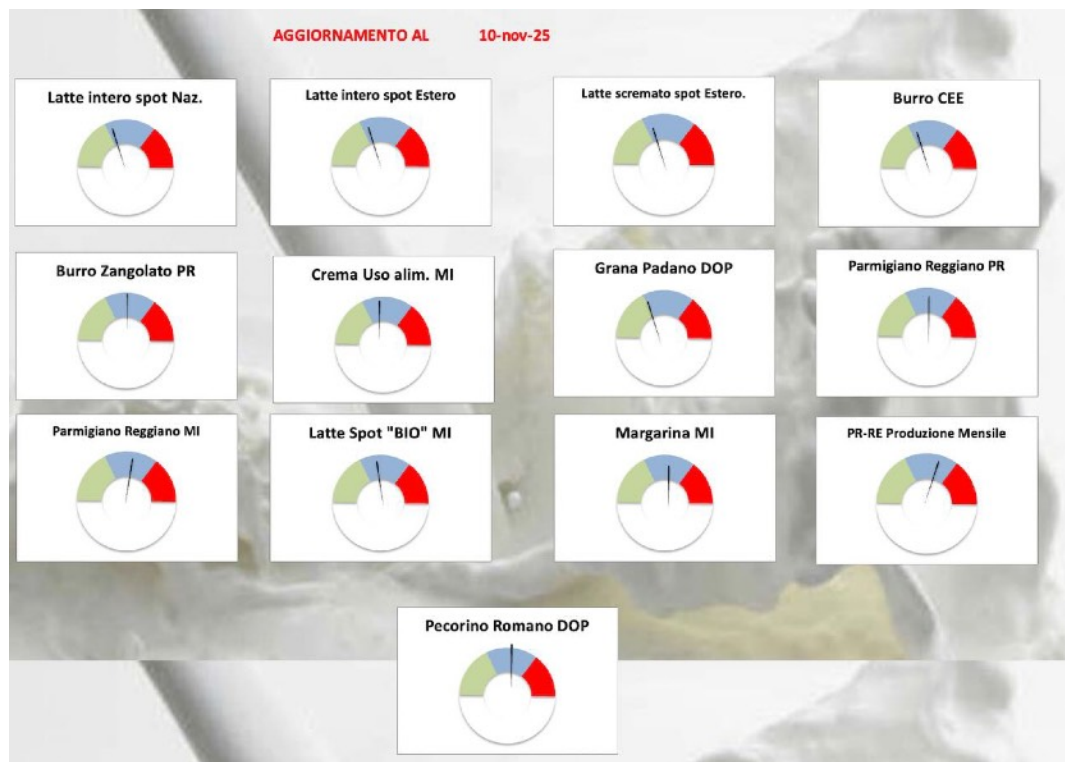 AGGIORNAMENTO AL 10-nov-25
Latte intero spot Naz.
Latte intero spot Estero
Latte scremato spot Estero.
Burro CEE
Burro Zangolato PR
Crema Uso alim. MI
Grana Padano DOP
Parmigiano Reggiano PR
Parmigiano Reggiano MI
Latte Spot "BIO" MI
Margarina MI
PR-RE Produzione Mensile
Pecorino Romano DOP